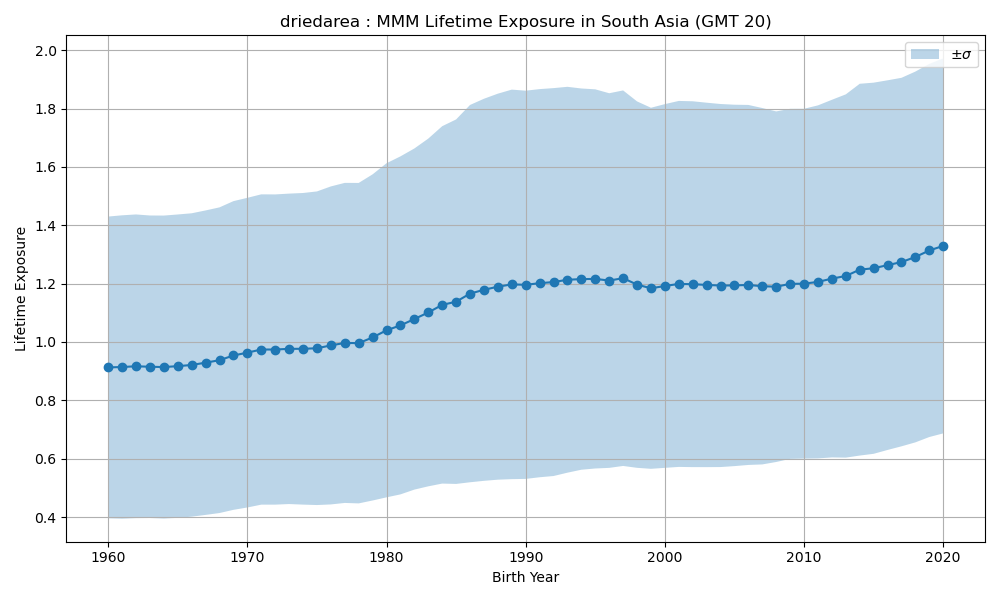 driedarea : MMM Lifetime Exposure in South Asia (GMT 20)
±σ
Lifetime Exposure
2.0
1.8
1.6
1.4
1.2
1.0
0.8
0.6
0.4
1960 1970 1980 1990 2000 2010 2020
Birth Year